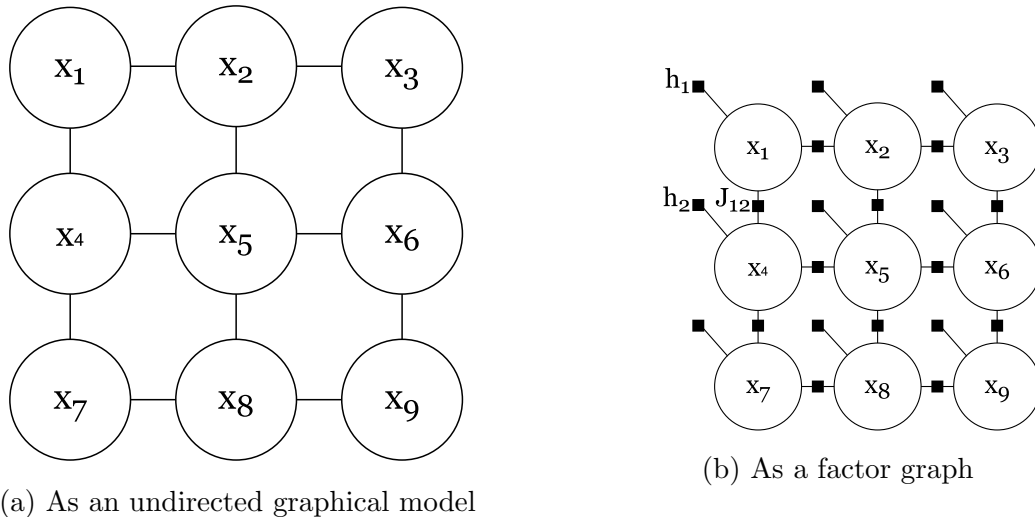 x₁ x₂ x₃
x₄ x₅ x₆
x₇ x₈ x₉
(a) As an undirected graphical model
h₁
x₁ x₂ x₃
h₂ J₁₂
x₄ x₅ x₆
x₇ x₈ x₉
(b) As a factor graph